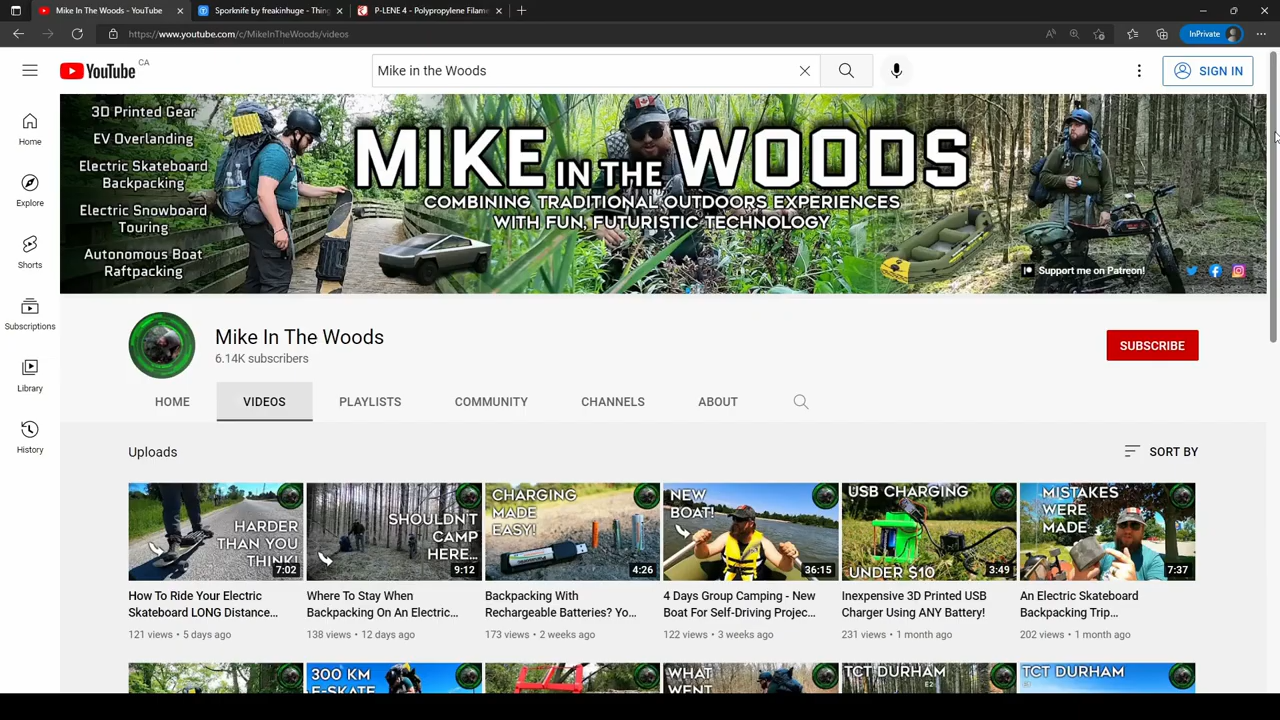 Mike In The Woods - YouTube
Sporknife by freakinhuge - Thing
P-LENE 4 - Polypropylene Filame
https://www.youtube.com/c/MikeInTheWoods/videos
InPrivate
YouTube
CA
Mike in the Woods
SIGN IN
Home
Explore
Shorts
Subscriptions
Library
History
3D Printed Gear
EV Overlanding
Electric Skateboard
Backpacking
Electric Snowboard
Touring
Autonomous Boat
Raftpacking
MIKE IN THE WOODS
COMBINING TRADITIONAL OUTDOORS EXPERIENCES
WITH FUN, FUTURISTIC TECHNOLOGY
Support me on Patreon!
Mike In The Woods
6.14K subscribers
SUBSCRIBE
HOME
VIDEOS
PLAYLISTS
COMMUNITY
CHANNELS
ABOUT
Uploads
SORT BY
HARDER
THAN YOU
THINK!
7:02
How To Ride Your Electric
Skateboard LONG Distance...
121 views • 5 days ago
SHOULDN'T
CAMP
HERE...
9:12
Where To Stay When
Backpacking On An Electric...
138 views • 12 days ago
CHARGING
MADE
EASY!
4:26
Backpacking With
Rechargeable Batteries? Yo...
173 views • 2 weeks ago
NEW
BOAT!
36:15
4 Days Group Camping - New
Boat For Self-Driving Projec...
122 views • 3 weeks ago
USB CHARGING
UNDER $10
3:49
Inexpensive 3D Printed USB
Charger Using ANY Battery!
231 views • 1 month ago
MISTAKES
WERE
MADE
7:37
An Electric Skateboard
Backpacking Trip...
202 views • 1 month ago
300 KM
E-SKATE
WHAT
WENT
TCT DURHAM
E2
TCT DURHAM